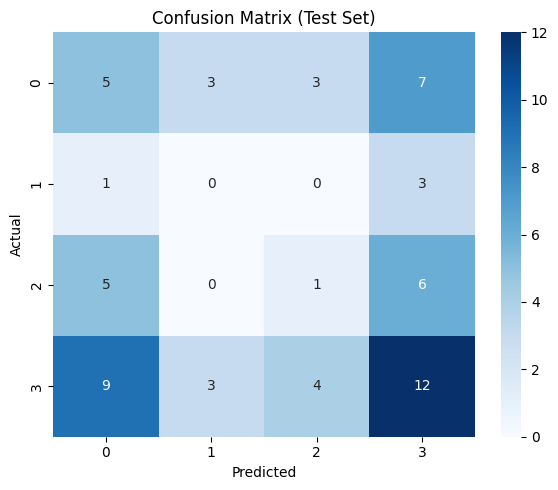 Confusion Matrix (Test Set)
12
0 5 3 3 7
10
8
1 1 0 0 3
Actual
6
2 5 0 1 6
4
3 9 3 4 12
2
0
0 1 2 3
Predicted